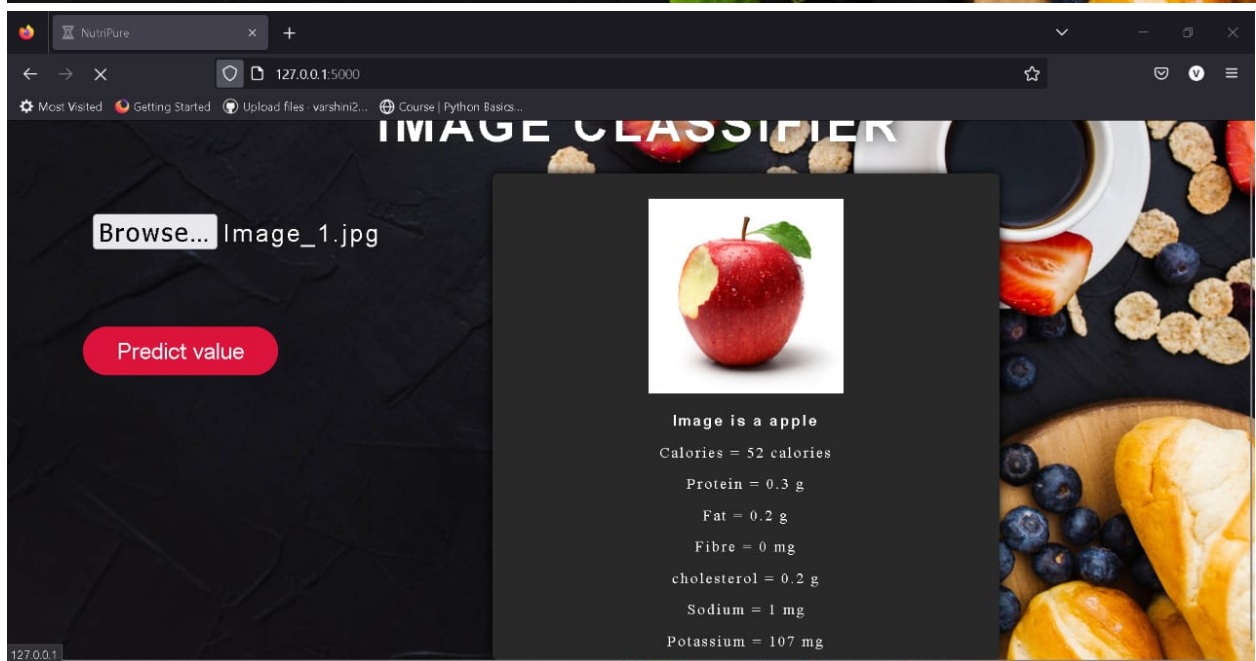 NutriPure
127.0.0.1:5000
Most Visited Getting Started Upload files · varshini2... Course | Python Basics...
IMAGE CLASSIFIER
Browse... Image_1.jpg
Predict value
Image is a apple
Calories = 52 calories
Protein = 0.3 g
Fat = 0.2 g
Fibre = 0 mg
cholesterol = 0.2 g
Sodium = 1 mg
Potassium = 107 mg
V
127.0.0.1